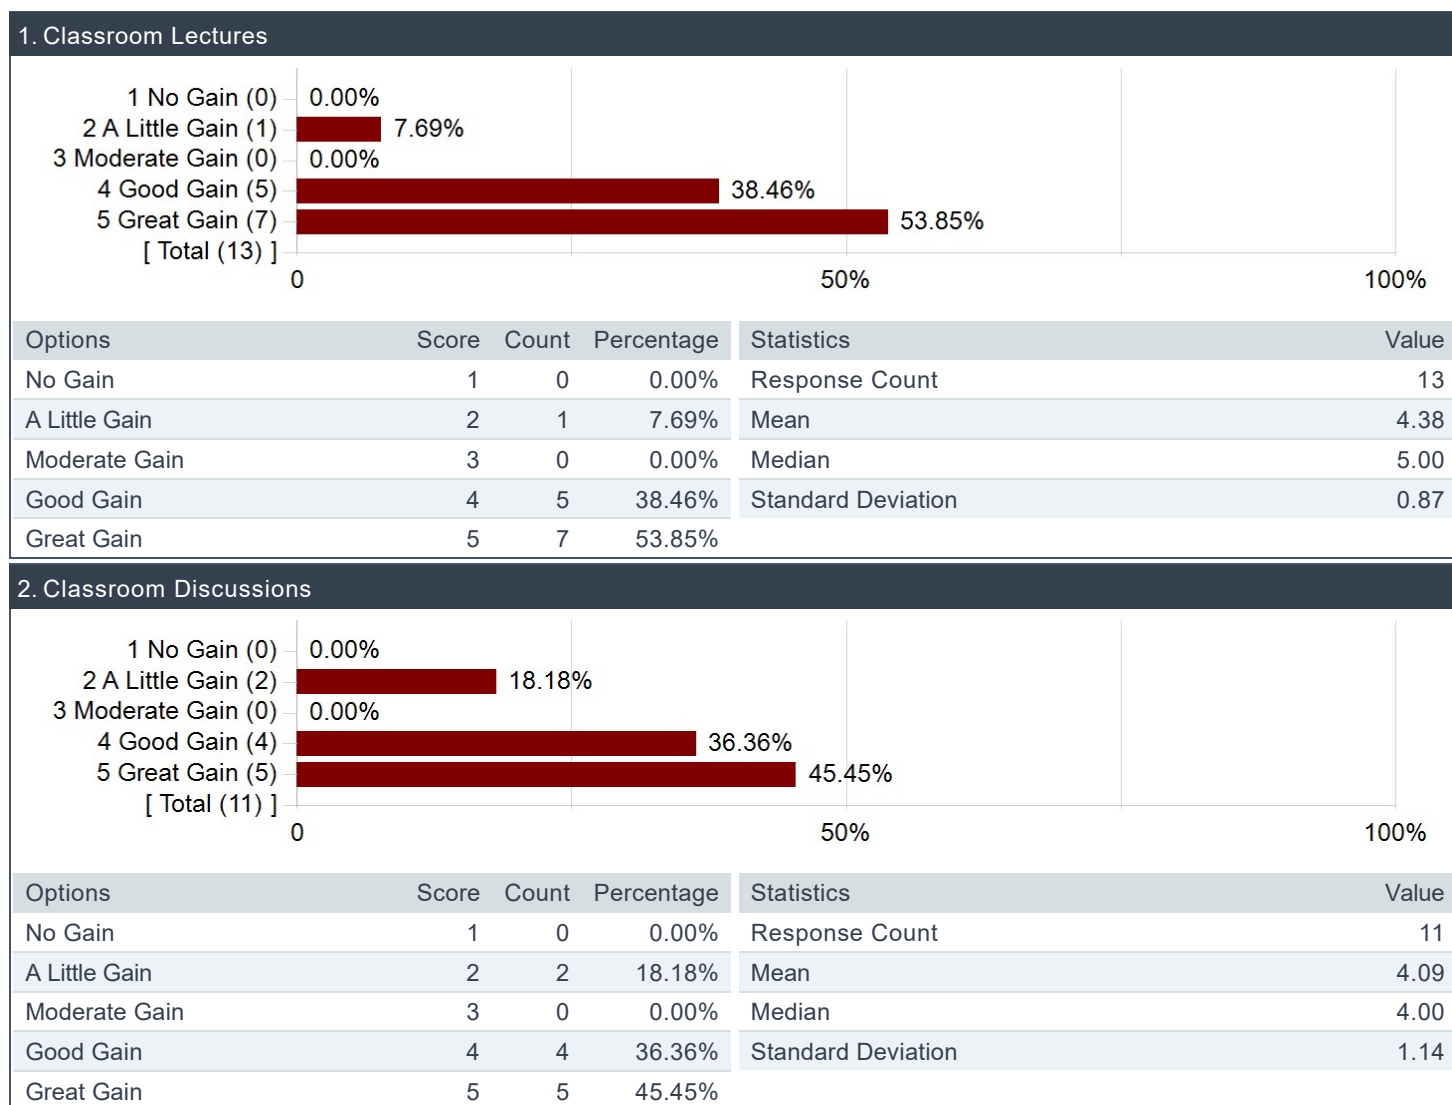 1. Classroom Lectures
1 No Gain (0) 0.00%
2 A Little Gain (1) 7.69%
3 Moderate Gain (0) 0.00%
4 Good Gain (5) 38.46%
5 Great Gain (7) 53.85%
[ Total (13) ]
0 50% 100%
Options Score Count Percentage Statistics Value
No Gain 1 0 0.00% Response Count 13
A Little Gain 2 1 7.69% Mean 4.38
Moderate Gain 3 0 0.00% Median 5.00
Good Gain 4 5 38.46% Standard Deviation 0.87
Great Gain 5 7 53.85%
2. Classroom Discussions
1 No Gain (0) 0.00%
2 A Little Gain (2) 18.18%
3 Moderate Gain (0) 0.00%
4 Good Gain (4) 36.36%
5 Great Gain (5) 45.45%
[ Total (11) ]
0 50% 100%
Options Score Count Percentage Statistics Value
No Gain 1 0 0.00% Response Count 11
A Little Gain 2 2 18.18% Mean 4.09
Moderate Gain 3 0 0.00% Median 4.00
Good Gain 4 4 36.36% Standard Deviation 1.14
Great Gain 5 5 45.45%